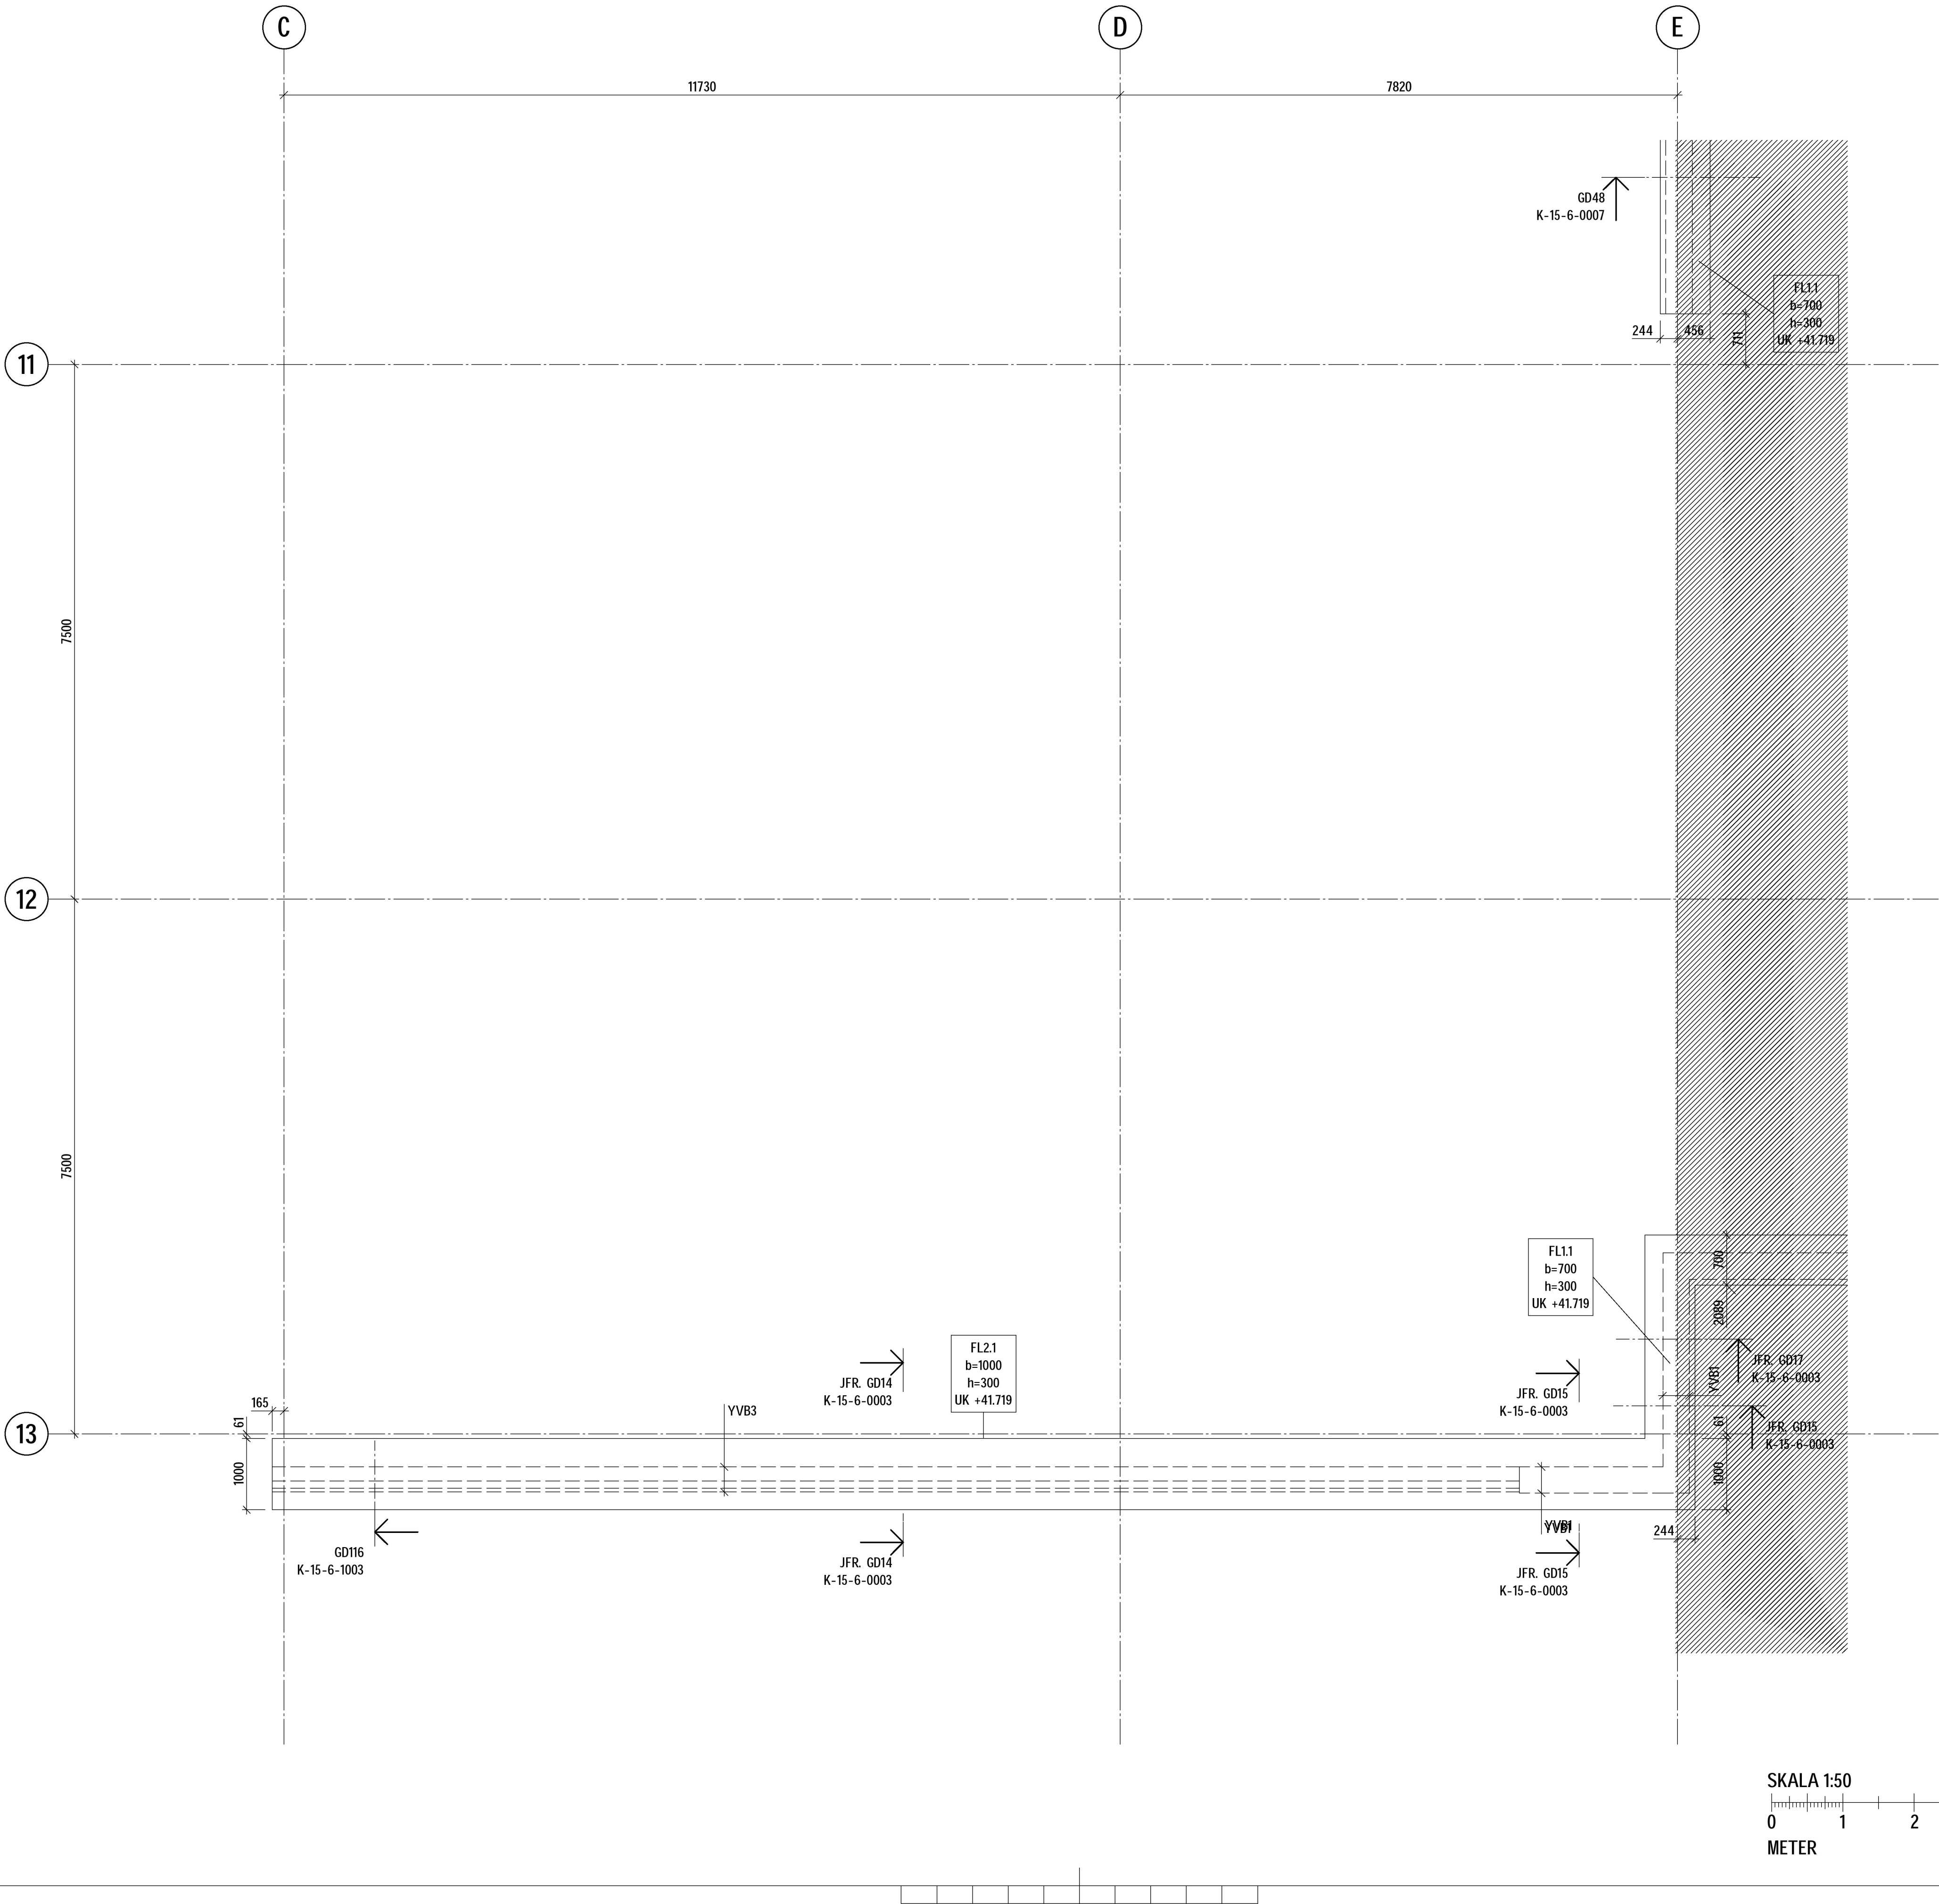 C
D
E
11730
7820
GD48
K-15-6-0007
FL1.1
b=700
h=300
UK +41.719
244
456
711
11
7500
12
7500
FL1.1
b=700
h=300
UK +41.719
700
2089
FL2.1
b=1000
h=300
UK +41.719
JFR. GD14
K-15-6-0003
JFR. GD15
K-15-6-0003
JFR. GD17
K-15-6-0003
YVB1
165
61
YVB3
13
61
JFR. GD15
K-15-6-0003
1000
1000
YVB1
YVB1
244
GD116
K-15-6-1003
JFR. GD14
K-15-6-0003
JFR. GD15
K-15-6-0003
SKALA 1:50
0 1 2
METER